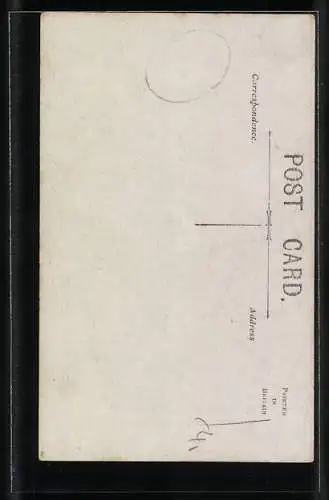 POST CARD.
Correspondence.
Address
PRINTED
IN
BRITAIN